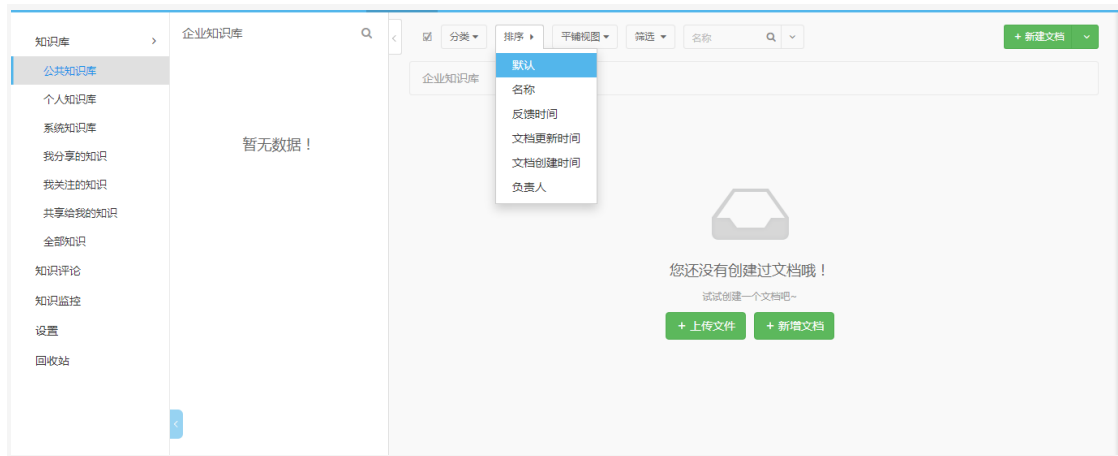 知识库
公共知识库
个人知识库
系统知识库
我分享的知识
我关注的知识
共享给我的知识
全部知识
知识评论
知识监控
设置
回收站
企业知识库
暂无数据！
分类 排序 平铺视图 筛选 名称 + 新建文档
企业知识库
默认
名称
反馈时间
文档更新时间
文档创建时间
负责人
您还没有创建过文档哦！
试试创建一个文档吧~
+ 上传文件 + 新增文档